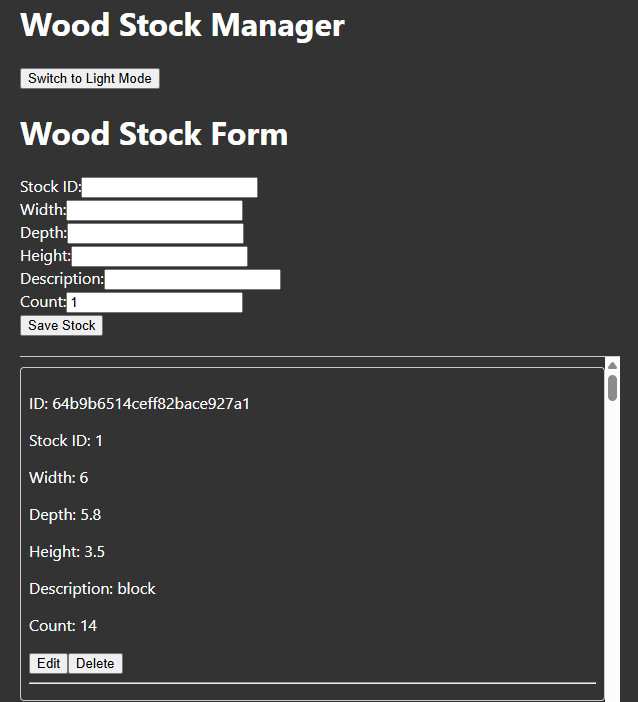 Wood Stock Manager
Switch to Light Mode
Wood Stock Form
Stock ID:
Width:
Depth:
Height:
Description:
Count: 1
Save Stock
ID: 64b9b6514ceff82bace927a1
Stock ID: 1
Width: 6
Depth: 5.8
Height: 3.5
Description: block
Count: 14
Edit Delete